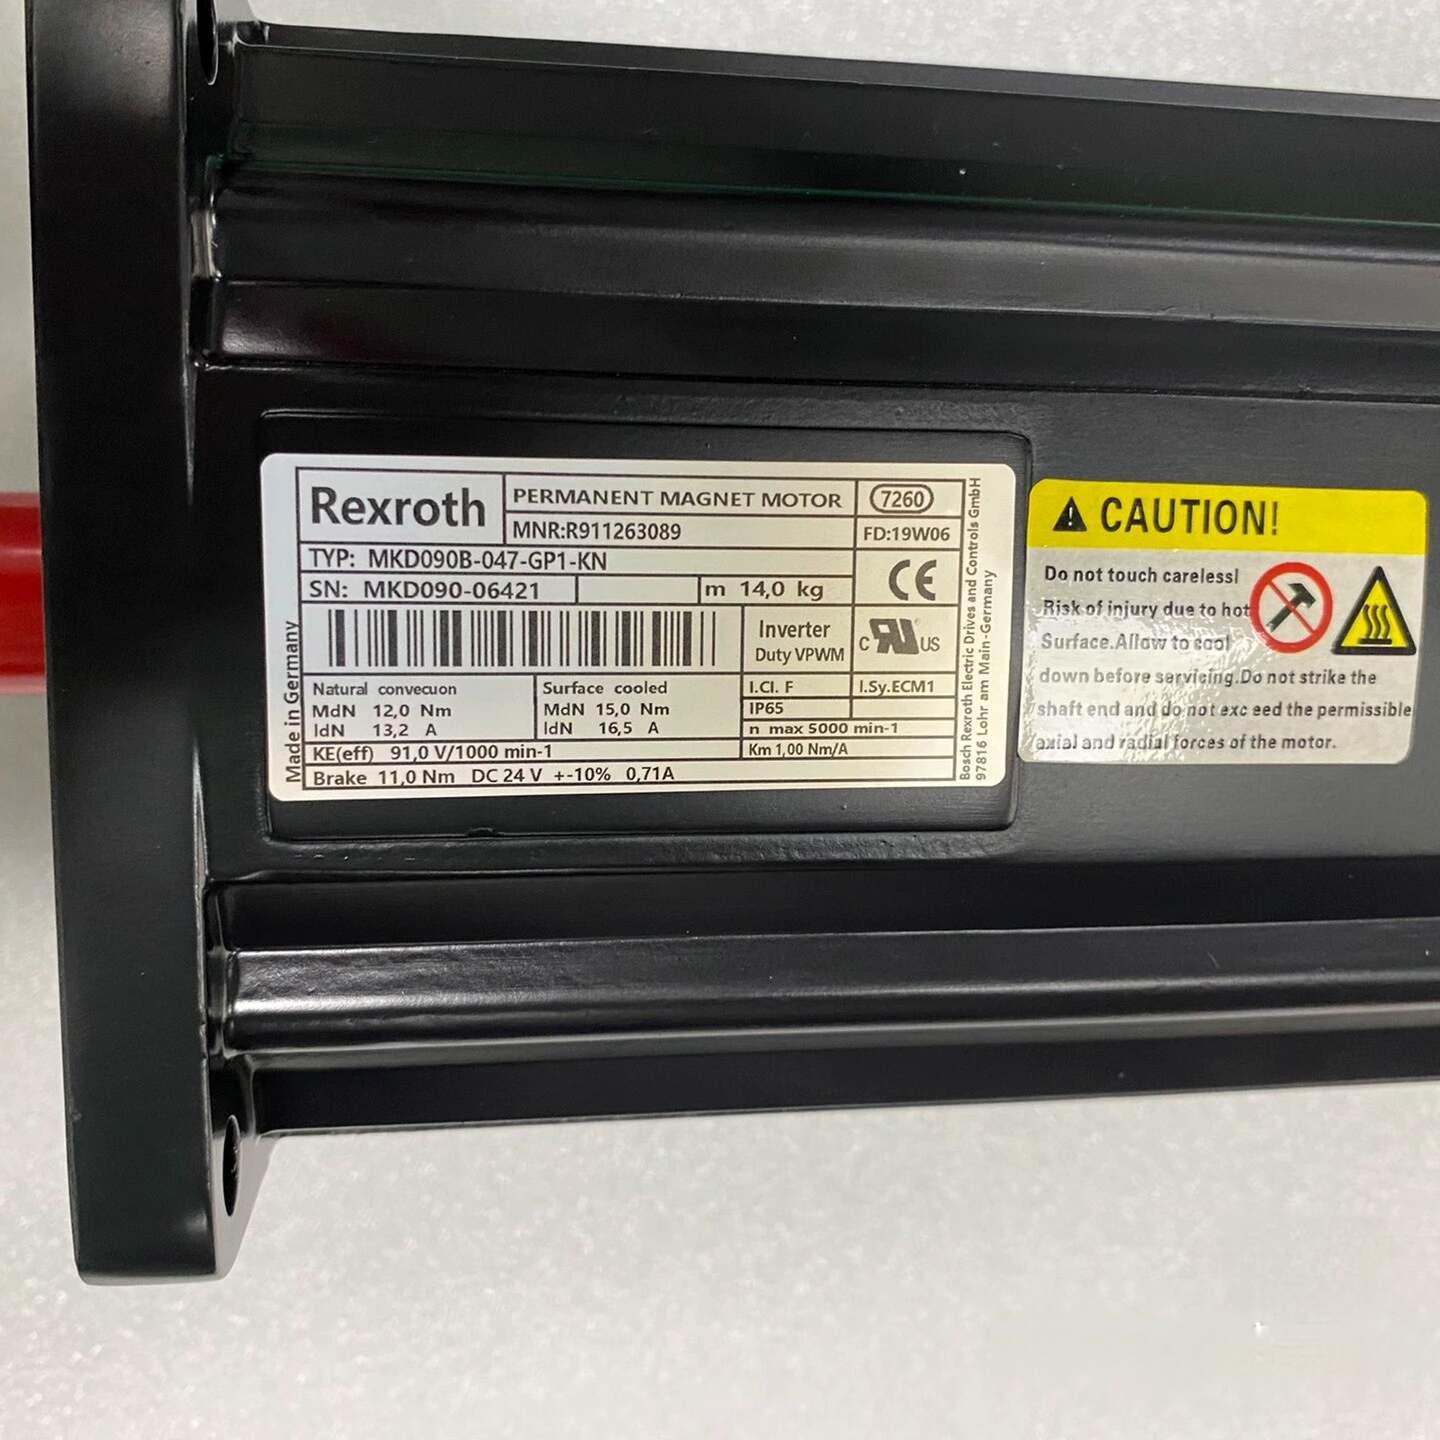 Rexroth
PERMANENT MAGNET MOTOR
7260
MNR:R911263089
FD:19W06
TYP: MKD090B-047-GP1-KN
SN: MKD090-06421
m 14,0 kg
CE
Inverter
Duty VPWM
C RU US
Natural convecuon
MdN 12,0 Nm
IdN 13,2 A
Surface cooled
MdN 15,0 Nm
IdN 16,5 A
I.Cl. F
I.Sy.ECM1
IP65
n max 5000 min-1
KE(eff) 91,0 V/1000 min-1
Km 1,00 Nm/A
Brake 11,0 Nm DC 24 V +-10% 0,71A
Made in Germany
Bosch Rexroth Electric Drives and Controls GmbH
97816 Lohr am Main-Germany
CAUTION!
Do not touch carelessl
Risk of injury due to hot
Surface.Allow to cool
down before servicing.Do not strike the
shaft end and do not exc eed the permissible
axial and radial forces of the motor.